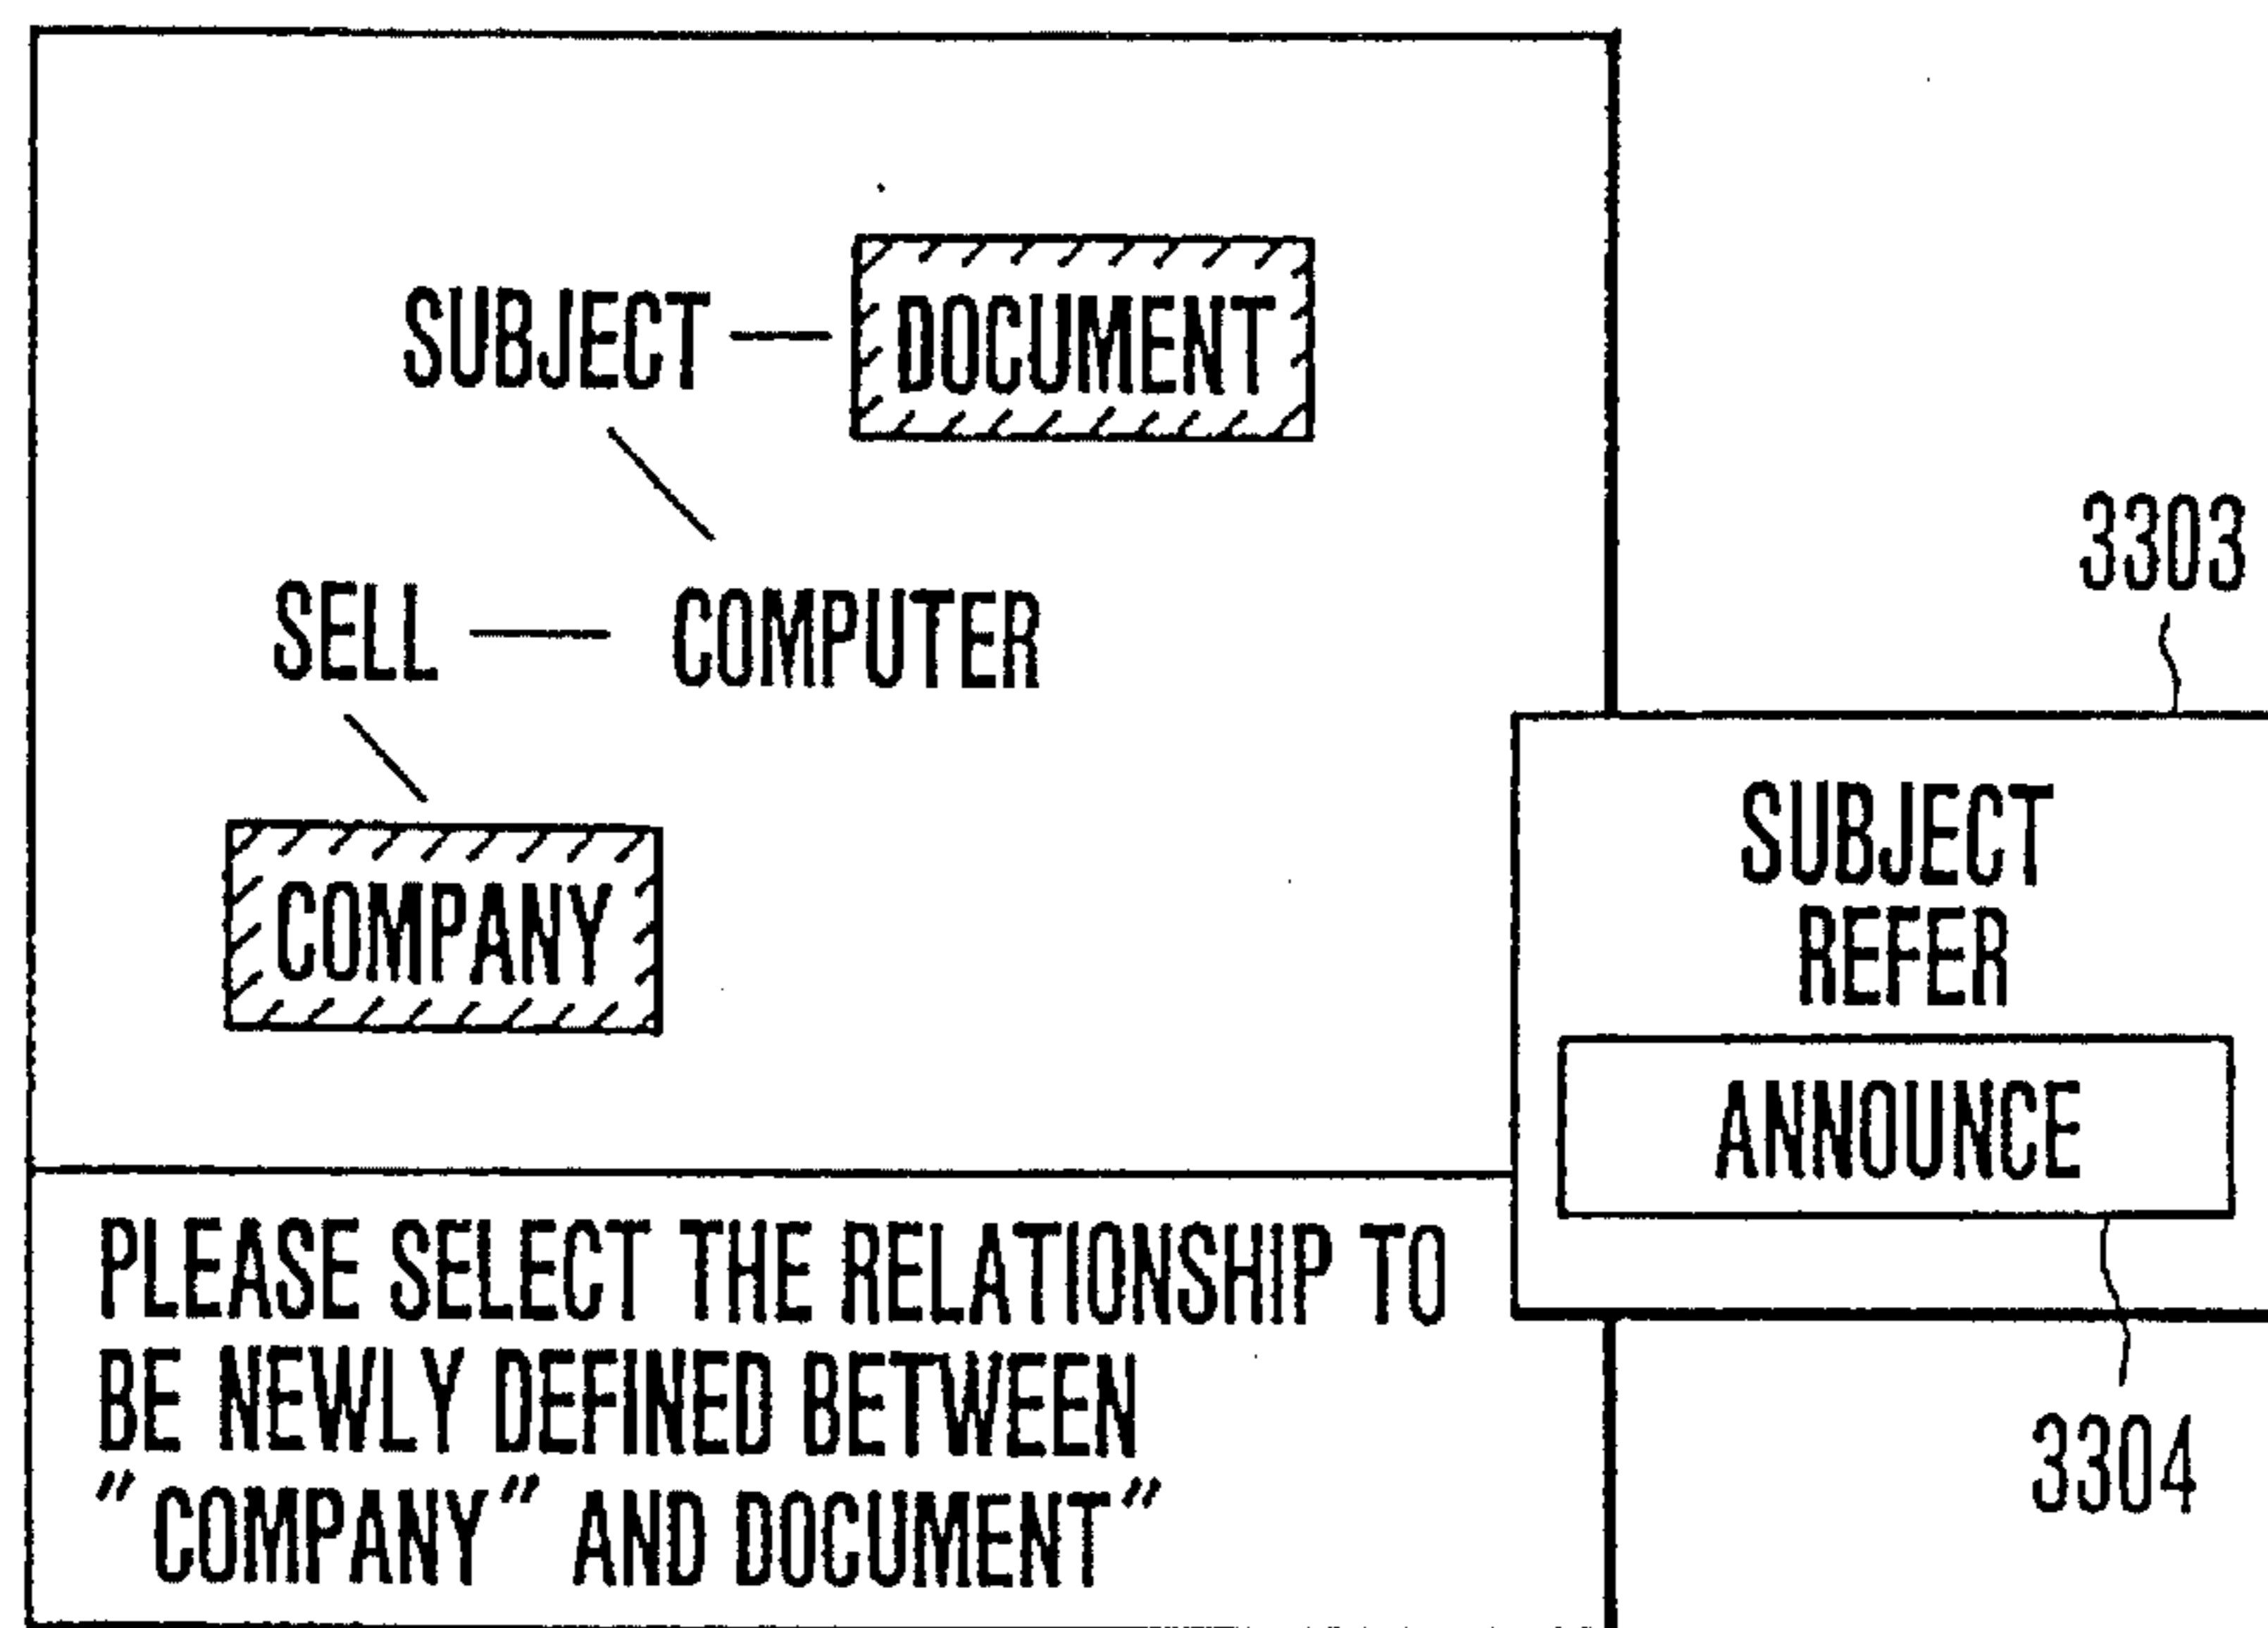 SUBJECT — DOCUMENT
SELL — COMPUTER
COMPANY
3303
SUBJECT
REFER
ANNOUNCE
3304
PLEASE SELECT THE RELATIONSHIP TO
BE NEWLY DEFINED BETWEEN
"COMPANY" AND DOCUMENT"